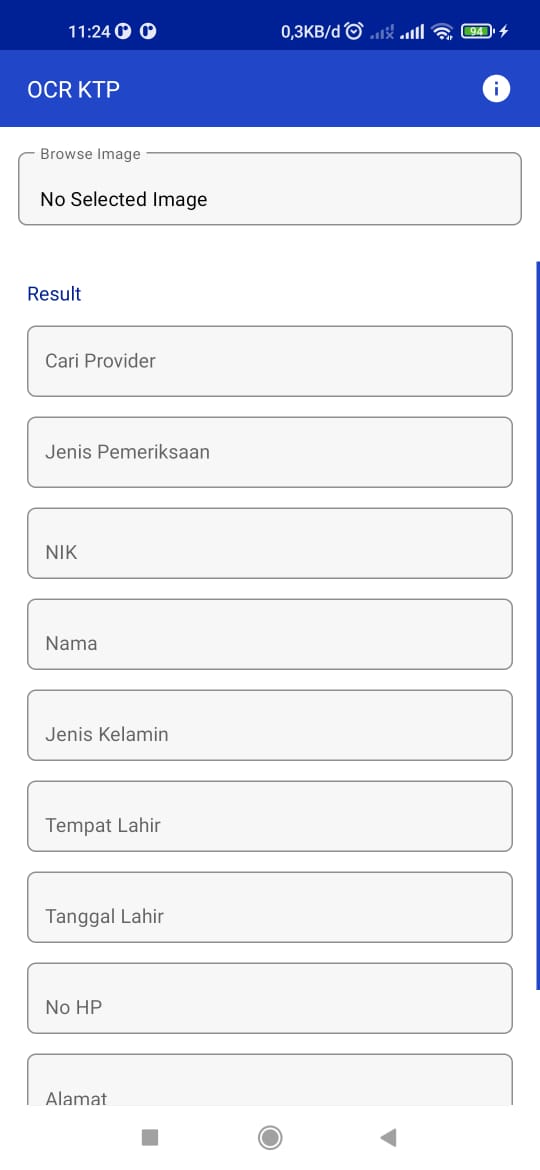 11:24
0,3KB/d
94
OCR KTP
Browse Image
No Selected Image
Result
Cari Provider
Jenis Pemeriksaan
NIK
Nama
Jenis Kelamin
Tempat Lahir
Tanggal Lahir
No HP
Alamat